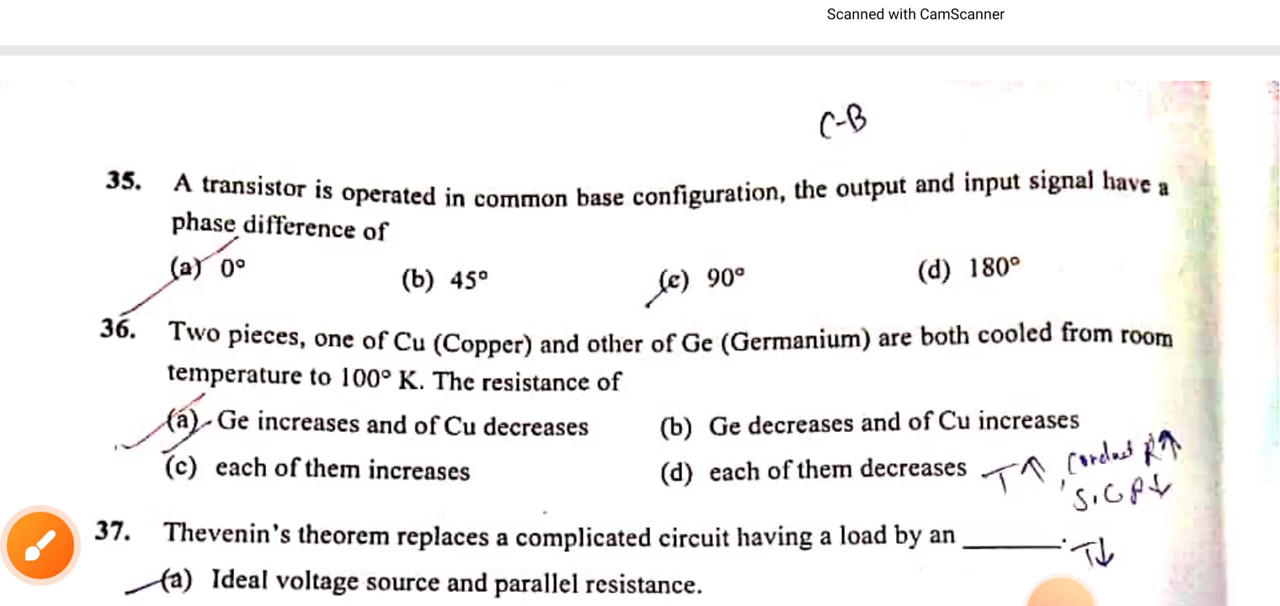 Scanned with CamScanner
C-B
35. A transistor is operated in common base configuration, the output and input signal have a
phase difference of
(a) 0° (b) 45° (c) 90° (d) 180°
36. Two pieces, one of Cu (Copper) and other of Ge (Germanium) are both cooled from room
temperature to 100° K. The resistance of
(a) Ge increases and of Cu decreases (b) Ge decreases and of Cu increases
(c) each of them increases (d) each of them decreases
T↑, R↑
S.C ↓
37. Thevenin's theorem replaces a complicated circuit having a load by an ______.
T↓
(a) Ideal voltage source and parallel resistance.